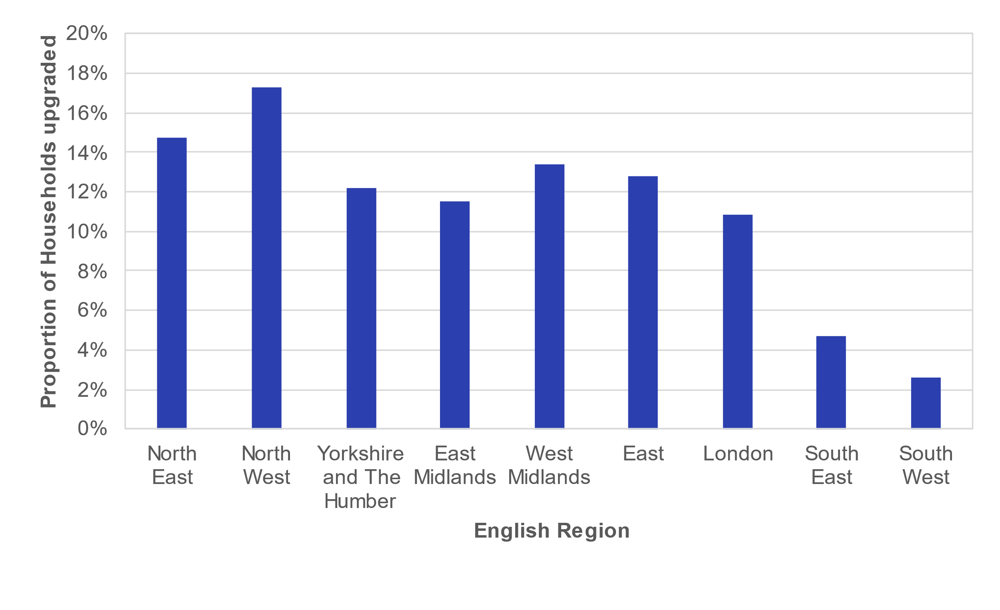 Proportion of Households upgraded
20%
18%
16%
14%
12%
10%
8%
6%
4%
2%
0%
North
East
North
West
Yorkshire
and The
Humber
East
Midlands
West
Midlands
East
London
South
East
South
West
English Region